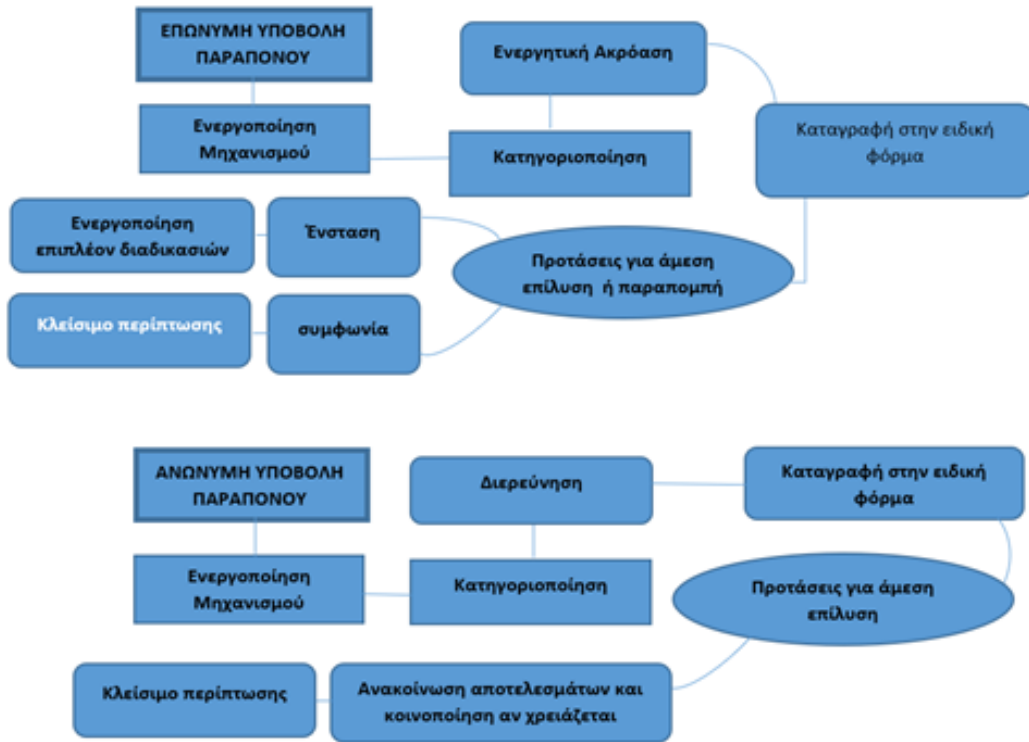 ΕΠΩΝΥΜΗ ΥΠΟΒΟΛΗ
ΠΑΡΑΠΟΝΟΥ
Ενεργοποίηση
Μηχανισμού
Κατηγοριοποίηση
Ενεργητική Ακρόαση
Καταγραφή στην ειδική
φόρμα
Προτάσεις για άμεση
επίλυση ή παραπομπή
Ένσταση
Ενεργοποίηση
επιπλέον διαδικασιών
συμφωνία
Κλείσιμο περίπτωσης
ΑΝΩΝΥΜΗ ΥΠΟΒΟΛΗ
ΠΑΡΑΠΟΝΟΥ
Ενεργοποίηση
Μηχανισμού
Κατηγοριοποίηση
Διερεύνηση
Καταγραφή στην ειδική
φόρμα
Προτάσεις για άμεση
επίλυση
Ανακοίνωση αποτελεσμάτων και
κοινοποίηση αν χρειάζεται
Κλείσιμο περίπτωσης